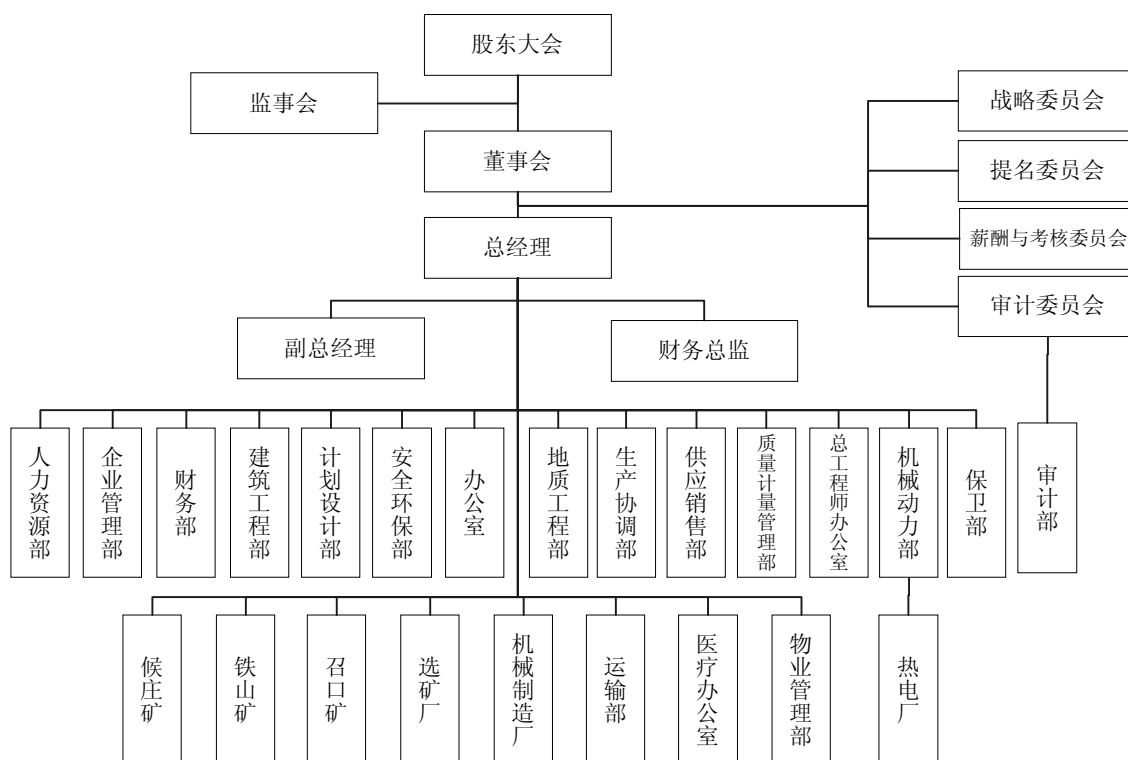 股东大会
监事会
战略委员会
董事会
提名委员会
总经理
薪酬与考核委员会
审计委员会
副总经理
财务总监
人力资源部
企业管理部
财务部
建筑工程部
计划设计部
安全环保部
办公室
地质工程部
生产协调部
供应销售部
质量计量管理部
总工程师办公室
机械动力部
保卫部
审计部
候庄矿
铁山矿
召口矿
选矿厂
机械制造厂
运输部
医疗办公室
物业管理部
热电厂